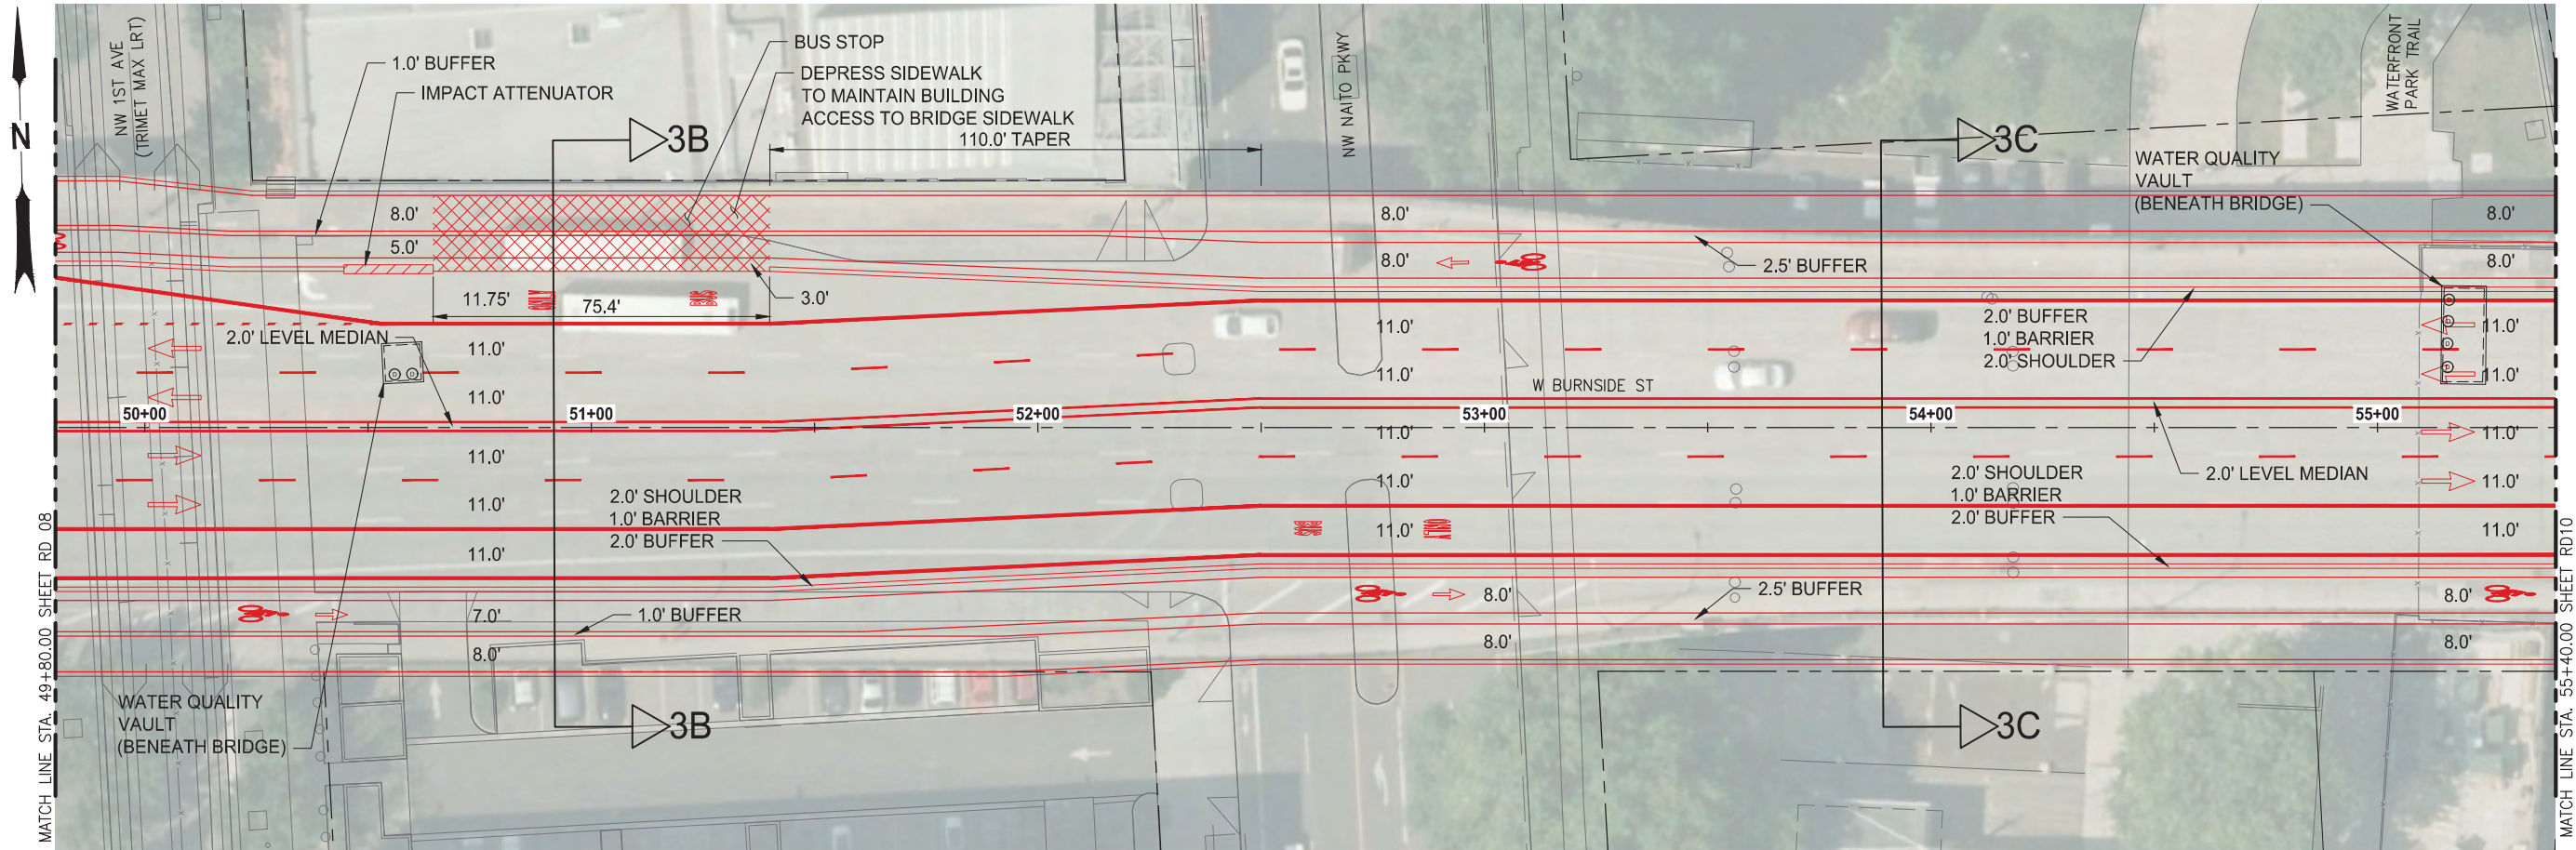 NW 1ST AVE
(TRIMET MAX LRT)
1.0' BUFFER
IMPACT ATTENUATOR
BUS STOP
DEPRESS SIDEWALK
TO MAINTAIN BUILDING
ACCESS TO BRIDGE SIDEWALK
110.0' TAPER
3B
NW NAITO PKWY
3C
WATERFRONT
PARK TRAIL
WATER QUALITY
VAULT
(BENEATH BRIDGE)
N
8.0'
5.0'
8.0'
8.0'
8.0'
8.0'
2.5' BUFFER
11.75'
ONLY
75.4'
BUS
3.0'
2.0' LEVEL MEDIAN
11.0'
11.0'
11.0'
11.0'
W BURNSIDE ST
2.0' BUFFER
1.0' BARRIER
2.0' SHOULDER
11.0'
11.0'
50+00
51+00
52+00
53+00
54+00
55+00
11.0'
11.0'
11.0'
11.0'
11.0'
11.0'
2.0' LEVEL MEDIAN
2.0' SHOULDER
1.0' BARRIER
2.0' BUFFER
11.0'
BUS
11.0'
ONLY
2.0' SHOULDER
1.0' BARRIER
2.0' BUFFER
11.0'
7.0'
1.0' BUFFER
8.0'
2.5' BUFFER
8.0'
8.0'
8.0'
8.0'
WATER QUALITY
VAULT
(BENEATH BRIDGE)
3B
3C
MATCH LINE STA. 49+80.000 SHEET RD 08
MATCH LINE STA. 55+40.000 SHEET RD10